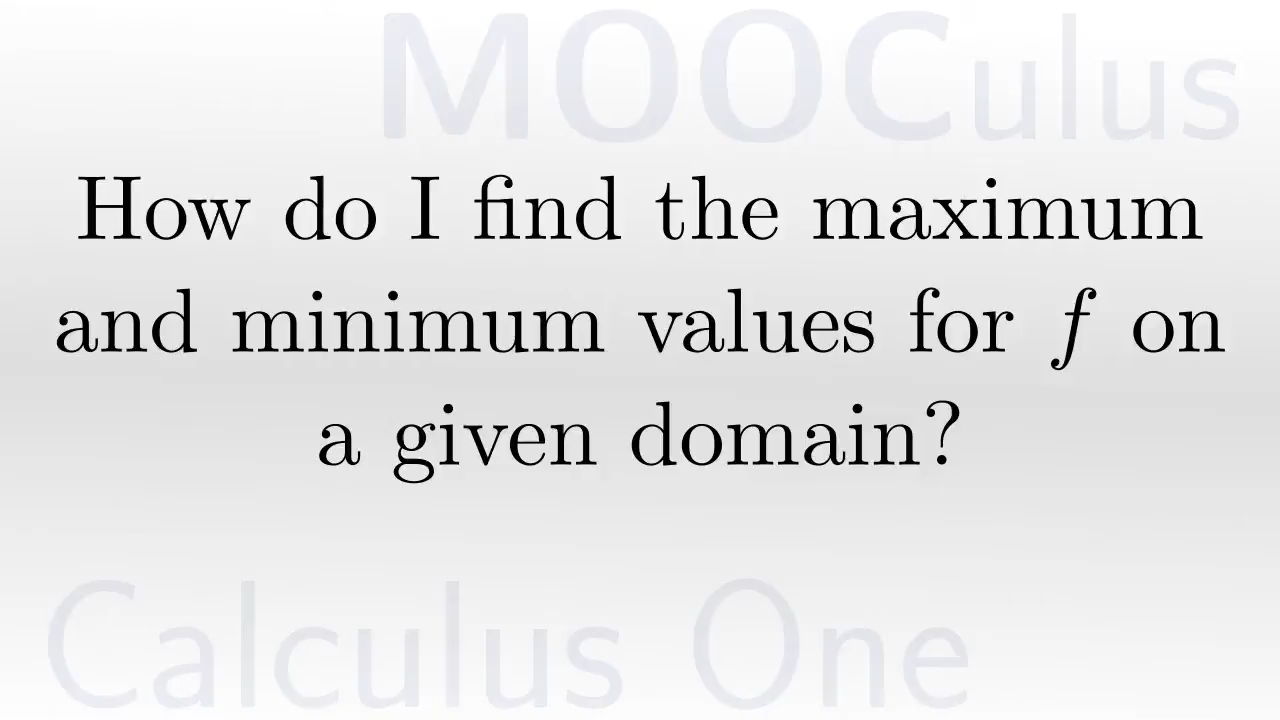 MOOCulus
How do I find the maximum
and minimum values for f on
a given domain?
Calculus One